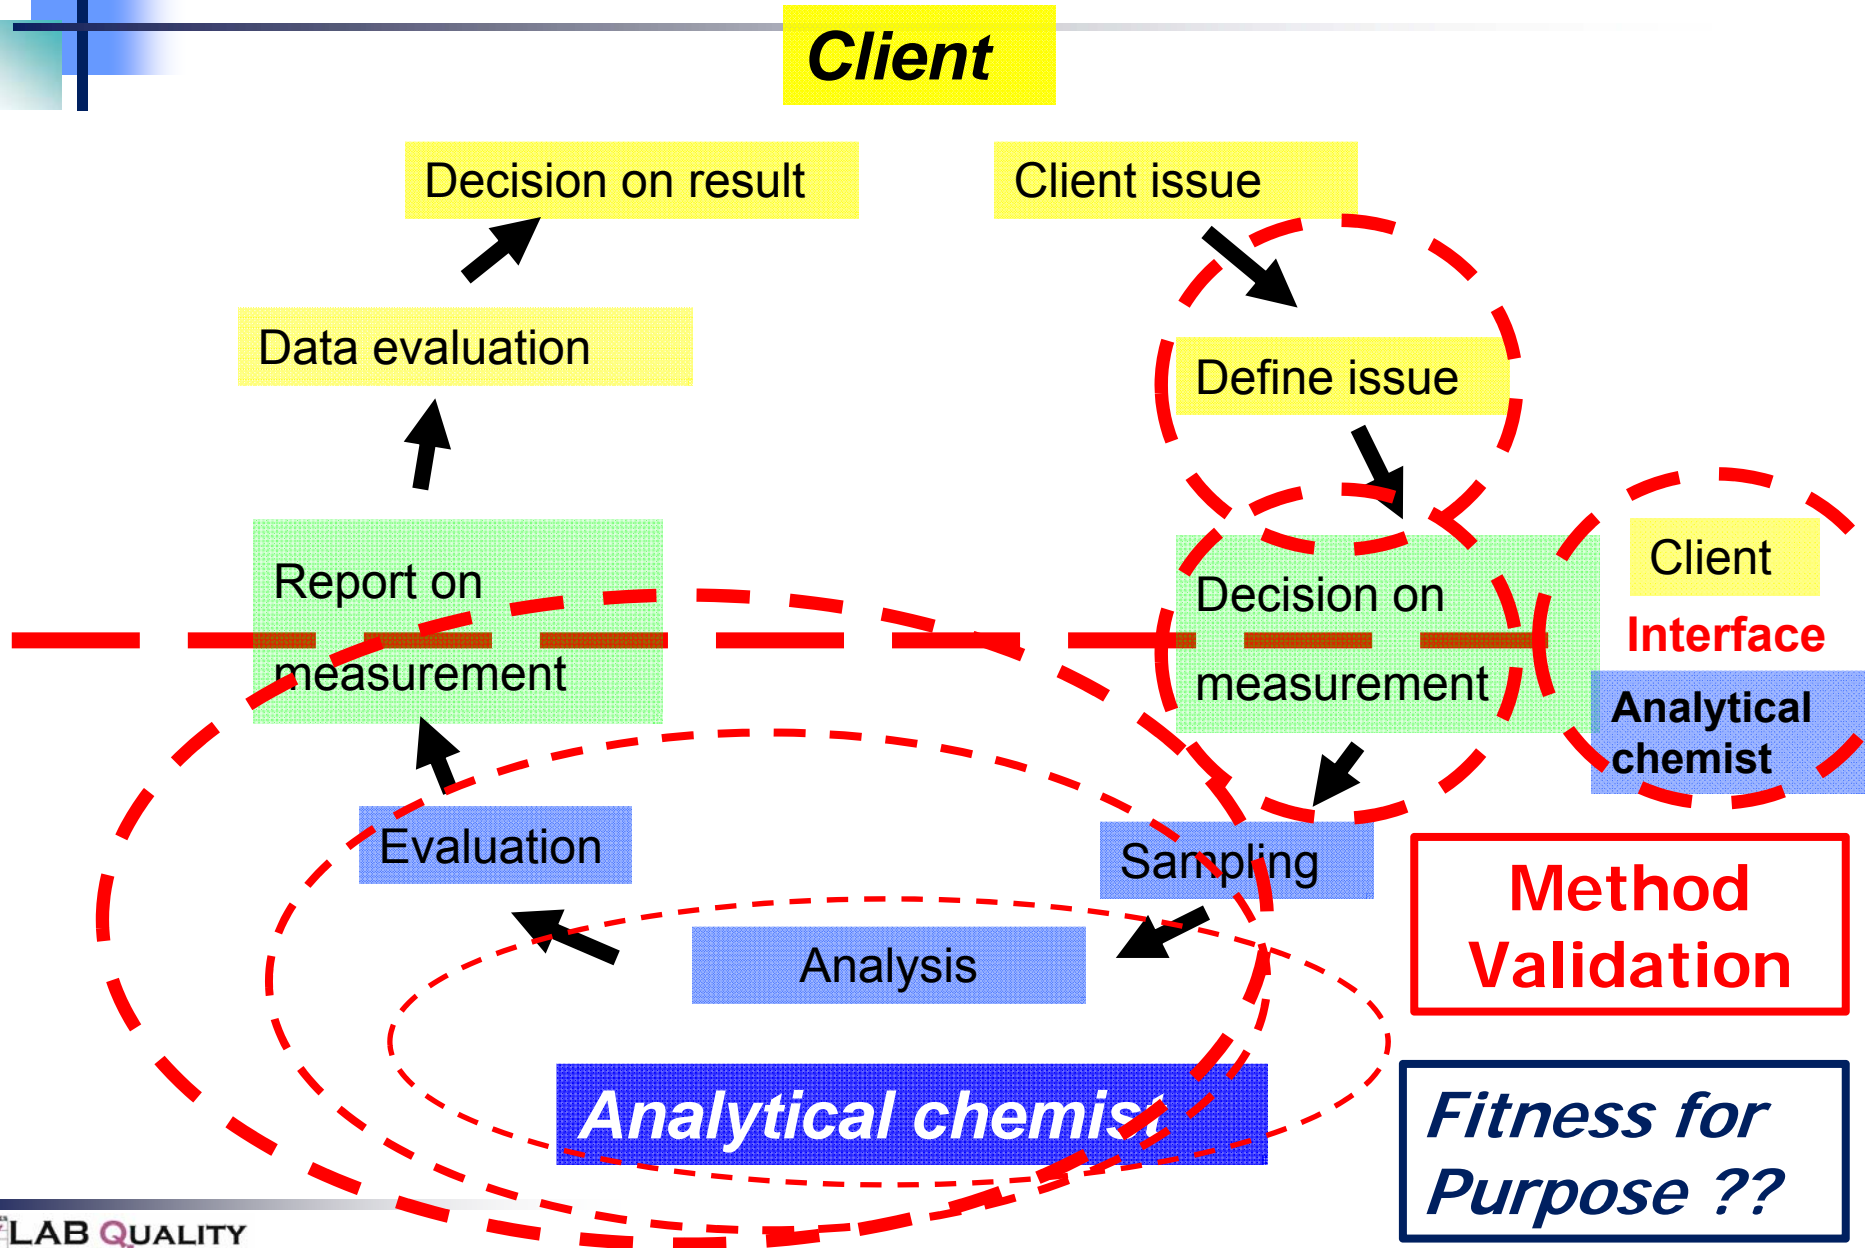 Client
Decision on result
Client issue
Data evaluation
Define issue
Report on
measurement
Decision on
measurement
Client
Interface
Analytical
chemist
Evaluation
Sampling
Analysis
Method
Validation
Analytical chemist
Fitness for
Purpose ??
LAB QUALITY